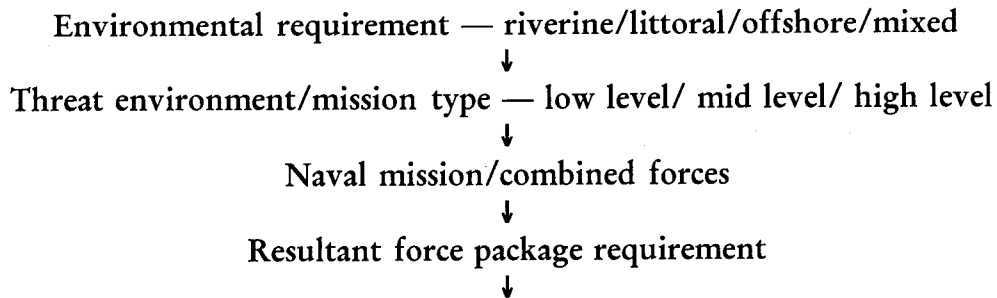 Environmental requirement — riverine/littoral/offshore/mixed
↓
Threat environment/mission type — low level/ mid level/ high level
↓
Naval mission/combined forces
↓
Resultant force package requirement
↓